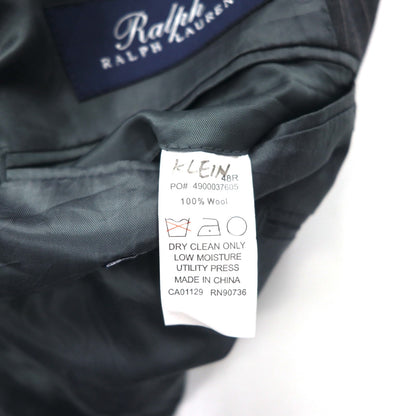 Ralph
RALPH LAUREN
KLEIN
48R
PO# 4900037605
100% Wool
DRY CLEAN ONLY
LOW MOISTURE
UTILITY PRESS
MADE IN CHINA
CA01129 RN90736